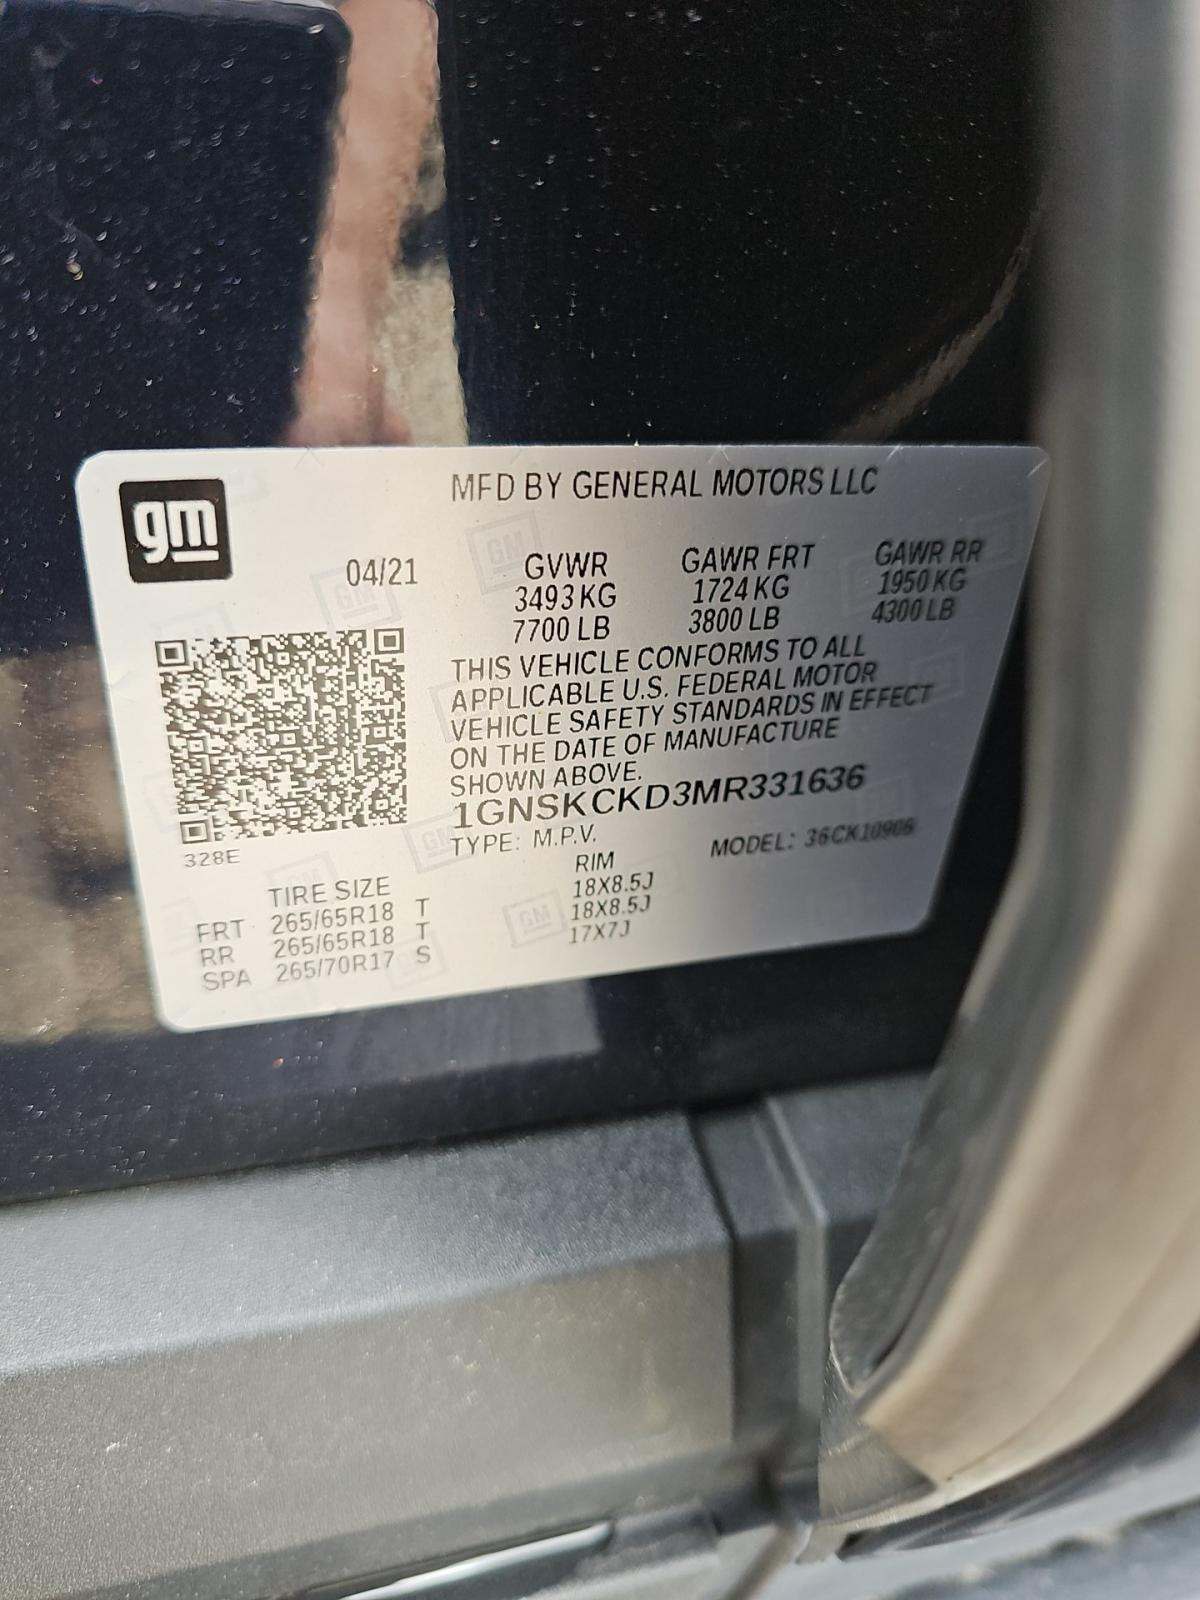 gm
MFD BY GENERAL MOTORS LLC
04/21
GVWR GAWR FRT GAWR RR
3493 KG 1724 KG 1950 KG
7700 LB 3800 LB 4300 LB
THIS VEHICLE CONFORMS TO ALL
APPLICABLE U.S. FEDERAL MOTOR
VEHICLE SAFETY STANDARDS IN EFFECT
ON THE DATE OF MANUFACTURE
SHOWN ABOVE.
1GNSKCKD3MR331636
328E
TYPE: M.P.V. MODEL: 36CK10906
TIRE SIZE RIM
FRT 265/65R18 T 18X8.5J
RR 265/65R18 T 18X8.5J
SPA 265/70R17 S 17X7J